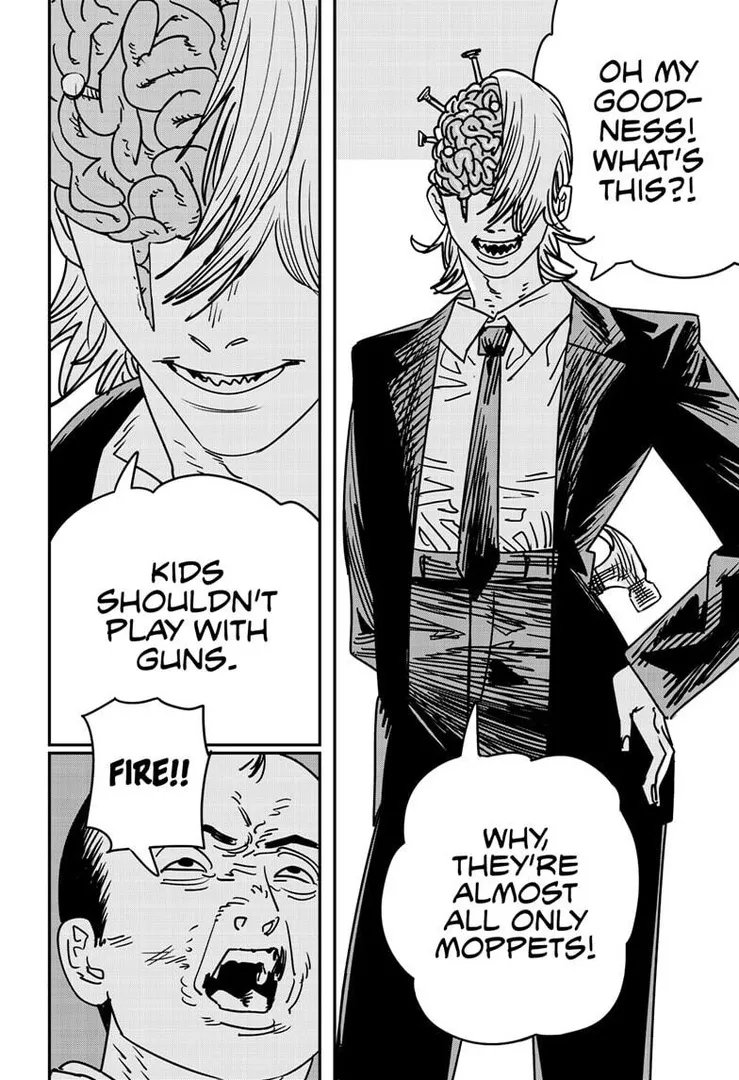 OH MY
GOOD-
NESS!
WHAT'S
THIS?!
WHY,
THEY'RE
ALMOST
ALL ONLY
MOPPETS!
KIDS
SHOULDN'T
PLAY WITH
GUNS.
FIRE!!